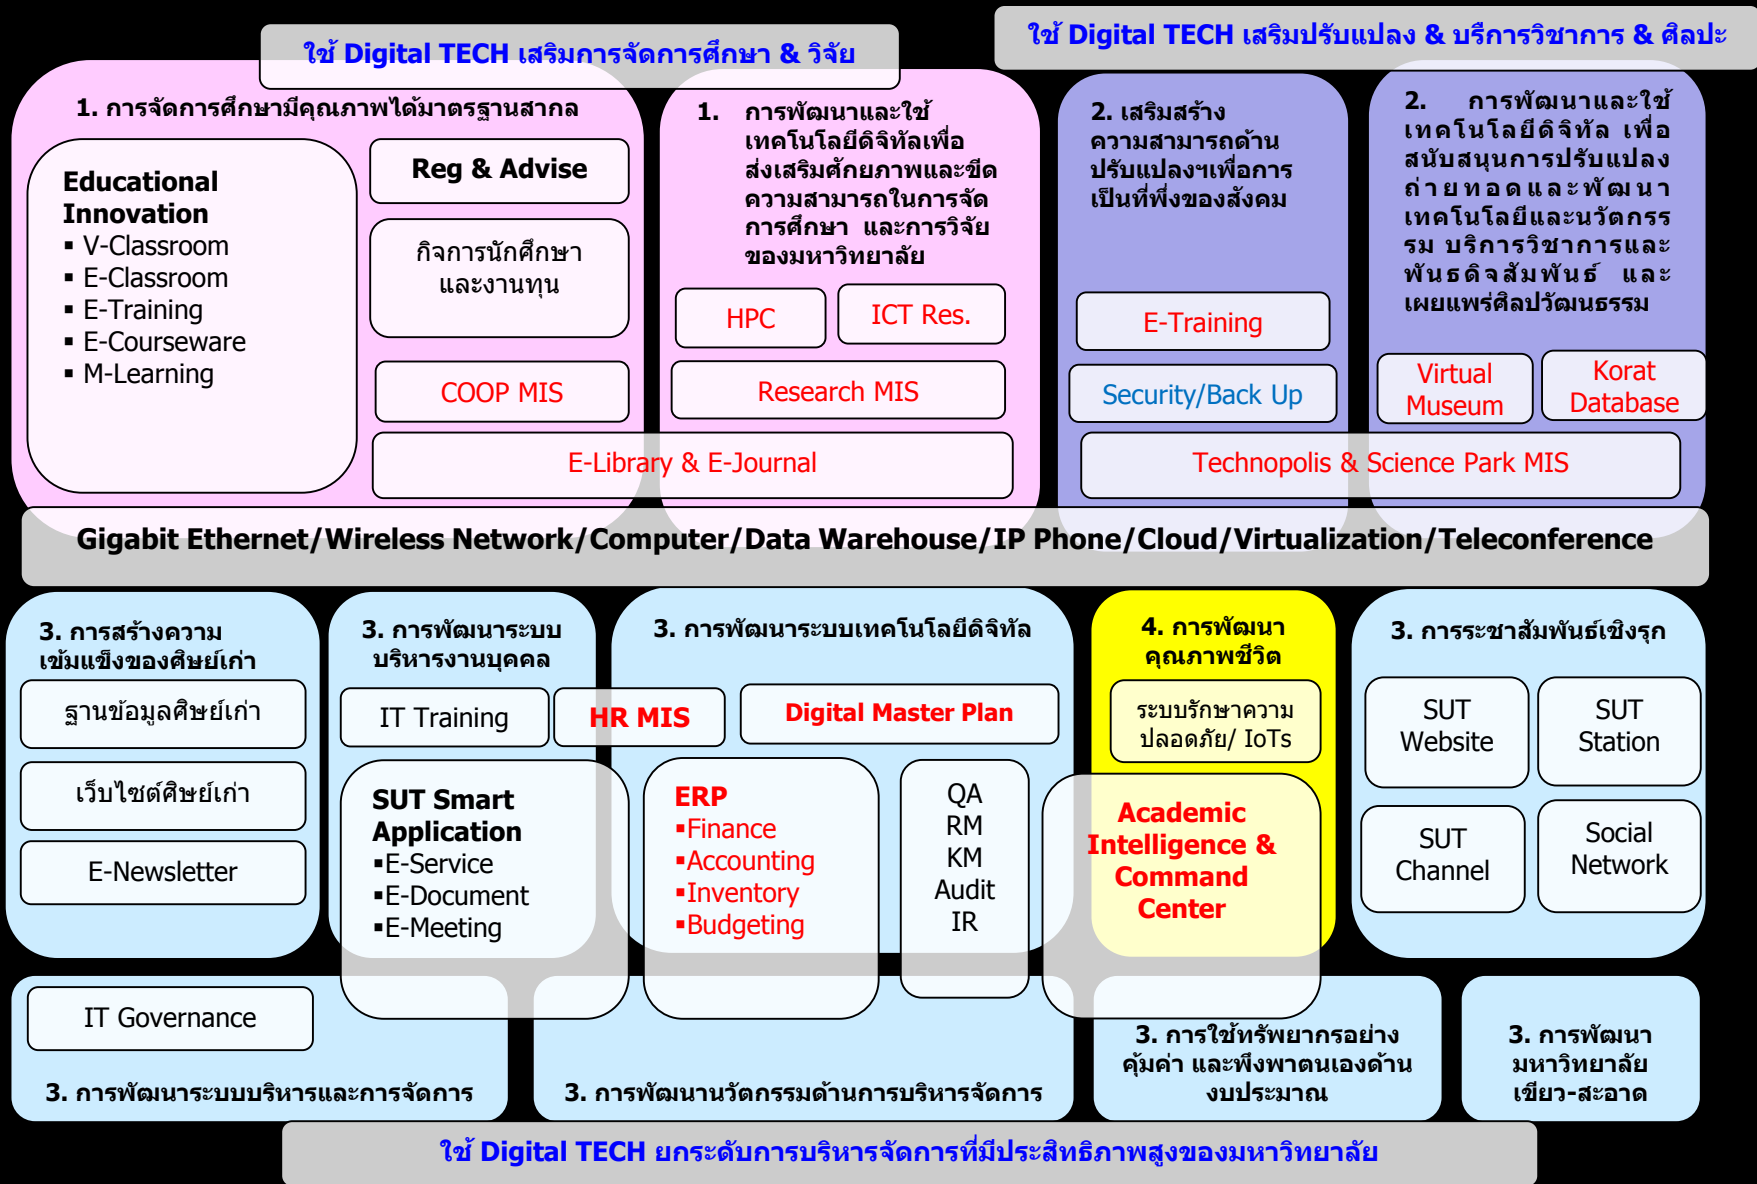 ใช้ Digital TECH เสริมการจัดการศึกษา & วิจัย
ใช้ Digital TECH เสริมปรับแปลง & บริการวิชาการ & ศิลปะ
1. การจัดการศึกษามีคุณภาพได้มาตรฐานสากล
Educational
Innovation
▪ V-Classroom
▪ E-Classroom
▪ E-Training
▪ E-Courseware
▪ M-Learning
Reg & Advise
กิจการนักศึกษา
และงานทุน
COOP MIS
1. การพัฒนาและใช้
เทคโนโลยีดิจิทัลเพื่อ
ส่งเสริมศักยภาพและขีด
ความสามารถในการจัด
การศึกษา และการวิจัย
ของมหาวิทยาลัย
HPC
ICT Res.
Research MIS
E-Library & E-Journal
2. เสริมสร้าง
ความสามารถด้าน
ปรับแปลงฯเพื่อการ
เป็นที่พึ่งของสังคม
E-Training
Security/Back Up
2. การพัฒนาและใช้
เทคโนโลยีดิจิทัล เพื่อ
สนับสนุนการปรับแปลง
ถ่ายทอดและพัฒนา
เทคโนโลยีและนวัตกรร
รม บริการวิชาการและ
พันธดิจสัมพันธ์ และ
เผยแพร่ศิลปวัฒนธรรม
Virtual
Museum
Korat
Database
Technopolis & Science Park MIS
Gigabit Ethernet/Wireless Network/Computer/Data Warehouse/IP Phone/Cloud/Virtualization/Teleconference
3. การสร้างความ
เข้มแข็งของศิษย์เก่า
ฐานข้อมูลศิษย์เก่า
เว็บไซต์ศิษย์เก่า
E-Newsletter
3. การพัฒนาระบบ
บริหารงานบุคคล
IT Training
HR MIS
SUT Smart
Application
▪E-Service
▪E-Document
▪E-Meeting
3. การพัฒนาระบบเทคโนโลยีดิจิทัล
Digital Master Plan
ERP
▪Finance
▪Accounting
▪Inventory
▪Budgeting
QA
RM
KM
Audit
IR
4. การพัฒนา
คุณภาพชีวิต
ระบบรักษาความ
ปลอดภัย/ IoTs
Academic
Intelligence &
Command
Center
3. การระชาสัมพันธ์เชิงรุก
SUT
Website
SUT
Station
SUT
Channel
Social
Network
IT Governance
3. การพัฒนาระบบบริหารและการจัดการ
3. การพัฒนานวัตกรรมด้านการบริหารจัดการ
3. การใช้ทรัพยากรอย่าง
คุ้มค่า และพึงพาตนเองด้าน
งบประมาณ
3. การพัฒนา
มหาวิทยาลัย
เขียว-สะอาด
ใช้ Digital TECH ยกระดับการบริหารจัดการที่มีประสิทธิภาพสูงของมหาวิทยาลัย